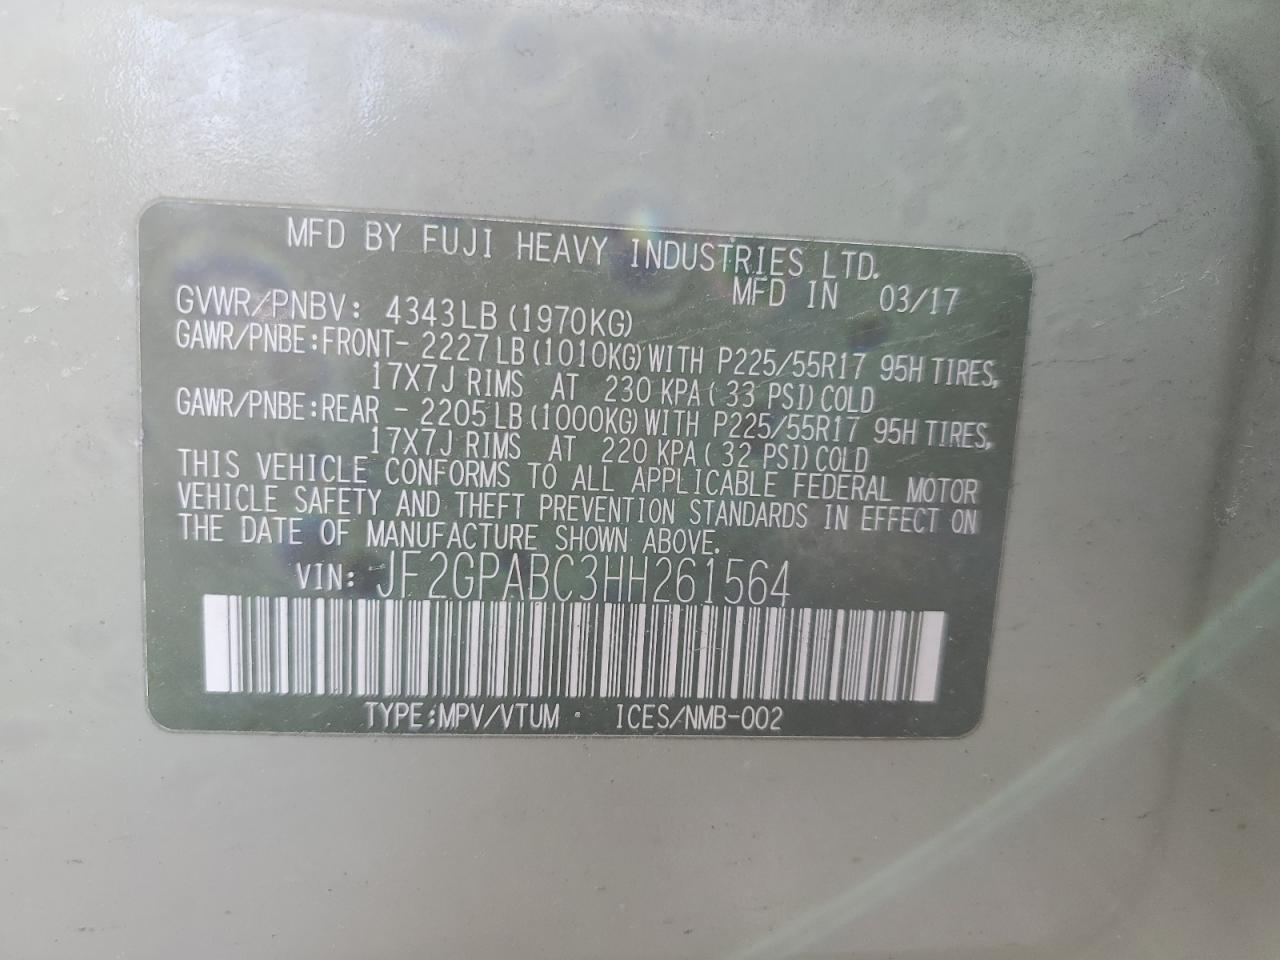 MFD BY FUJI HEAVY INDUSTRIES LTD.
MFD IN 03/17
GVWR/PNBV: 4343LB (1970KG)
GAWR/PNBE:FRONT- 2227LB(1010KG)WITH P225/55R17 95H TIRES,
17X7J RIMS AT 230 KPA(33 PSI)COLD
GAWR/PNBE:REAR - 2205LB(1000KG)WITH P225/55R17 95H TIRES,
17X7J RIMS AT 220 KPA(32 PSI)COLD
THIS VEHICLE CONFORMS TO ALL APPLICABLE FEDERAL MOTOR
VEHICLE SAFETY AND THEFT PREVENTION STANDARDS IN EFFECT ON
THE DATE OF MANUFACTURE SHOWN ABOVE.
VIN: JF2GPABC3HH261564
TYPE:MPV/VTUM · ICES/NMB-002